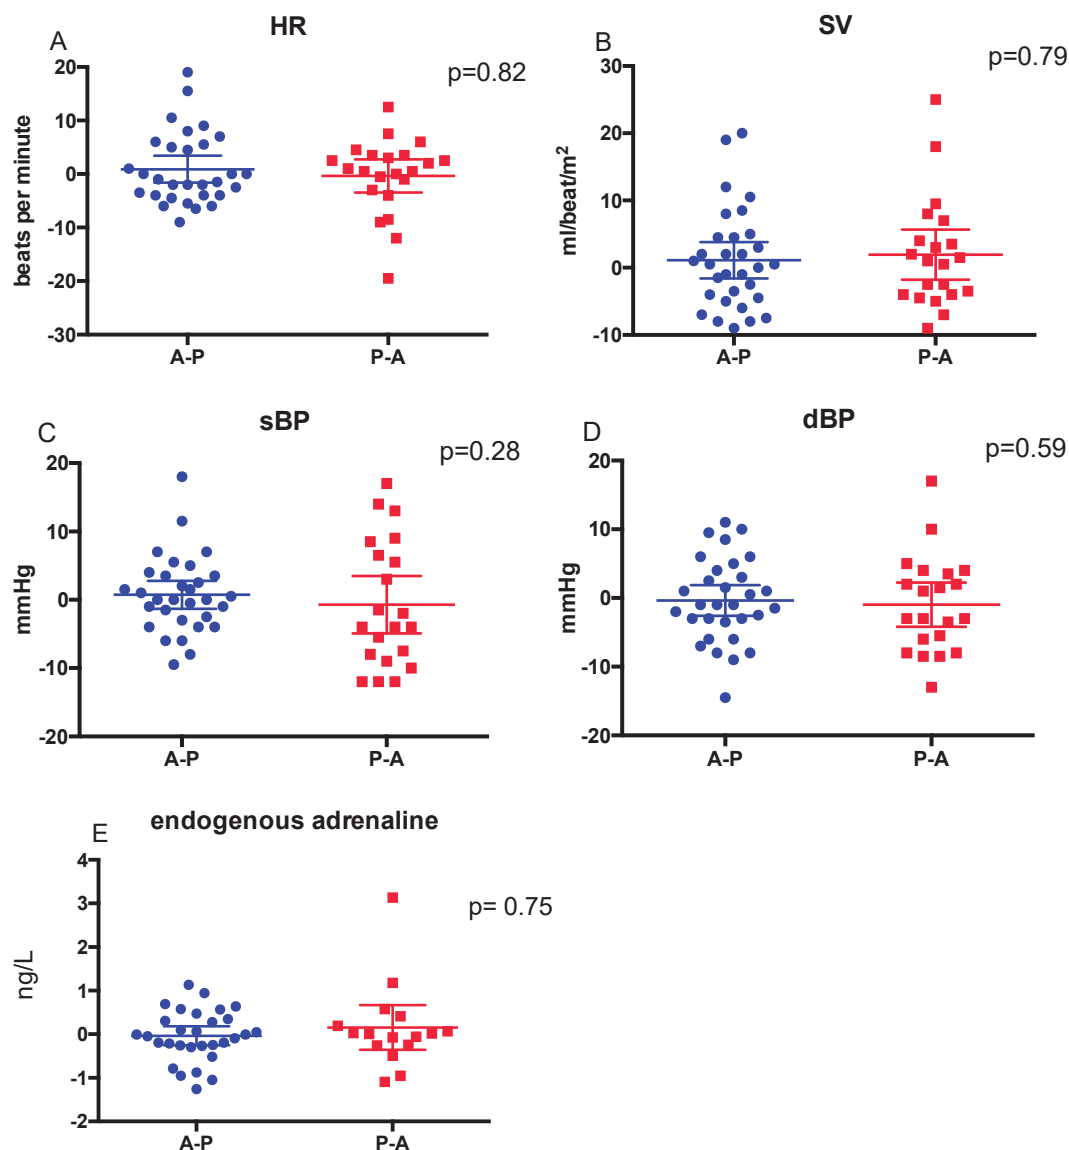 A
HR
p=0.82
beats per minute
20
10
0
-10
-20
-30
A-P
P-A
B
SV
p=0.79
ml/beat/m²
30
20
10
0
-10
A-P
P-A
C
sBP
p=0.28
mmHg
20
10
0
-10
-20
A-P
P-A
D
dBP
p=0.59
mmHg
20
10
0
-10
-20
A-P
P-A
E
endogenous adrenaline
p= 0.75
ng/L
4
3
2
1
0
-1
-2
A-P
P-A